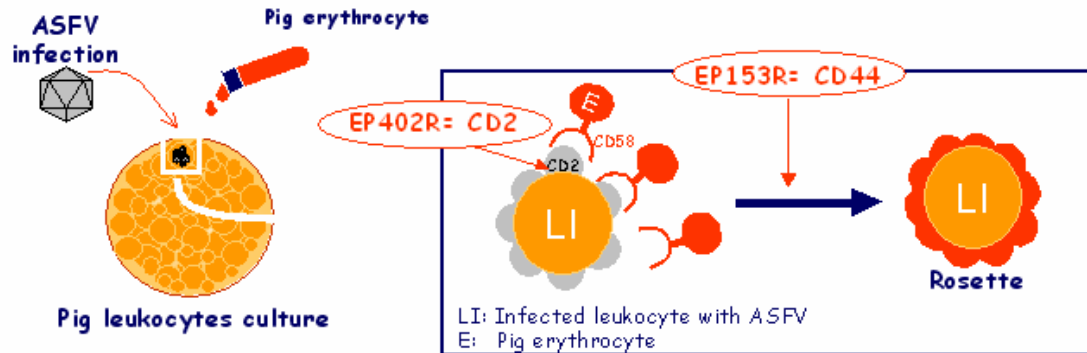 ASFV
infection
Pig erythrocyte
Pig leukocytes culture
EP153R= CD44
EP402R= CD2
E
CD58
CD2
LI
LI
Rosette
LI: Infected leukocyte with ASFV
E: Pig erythrocyte